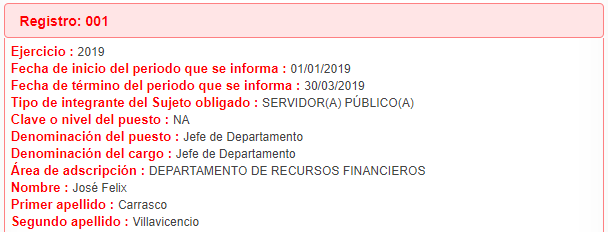 Registro: 001
Ejercicio : 2019
Fecha de inicio del periodo que se informa : 01/01/2019
Fecha de término del periodo que se informa : 30/03/2019
Tipo de integrante del Sujeto obligado : SERVIDOR(A) PÚBLICO(A)
Clave o nivel del puesto : NA
Denominación del puesto : Jefe de Departamento
Denominación del cargo : Jefe de Departamento
Área de adscripción : DEPARTAMENTO DE RECURSOS FINANCIEROS
Nombre : José Felix
Primer apellido : Carrasco
Segundo apellido : Villavicencio